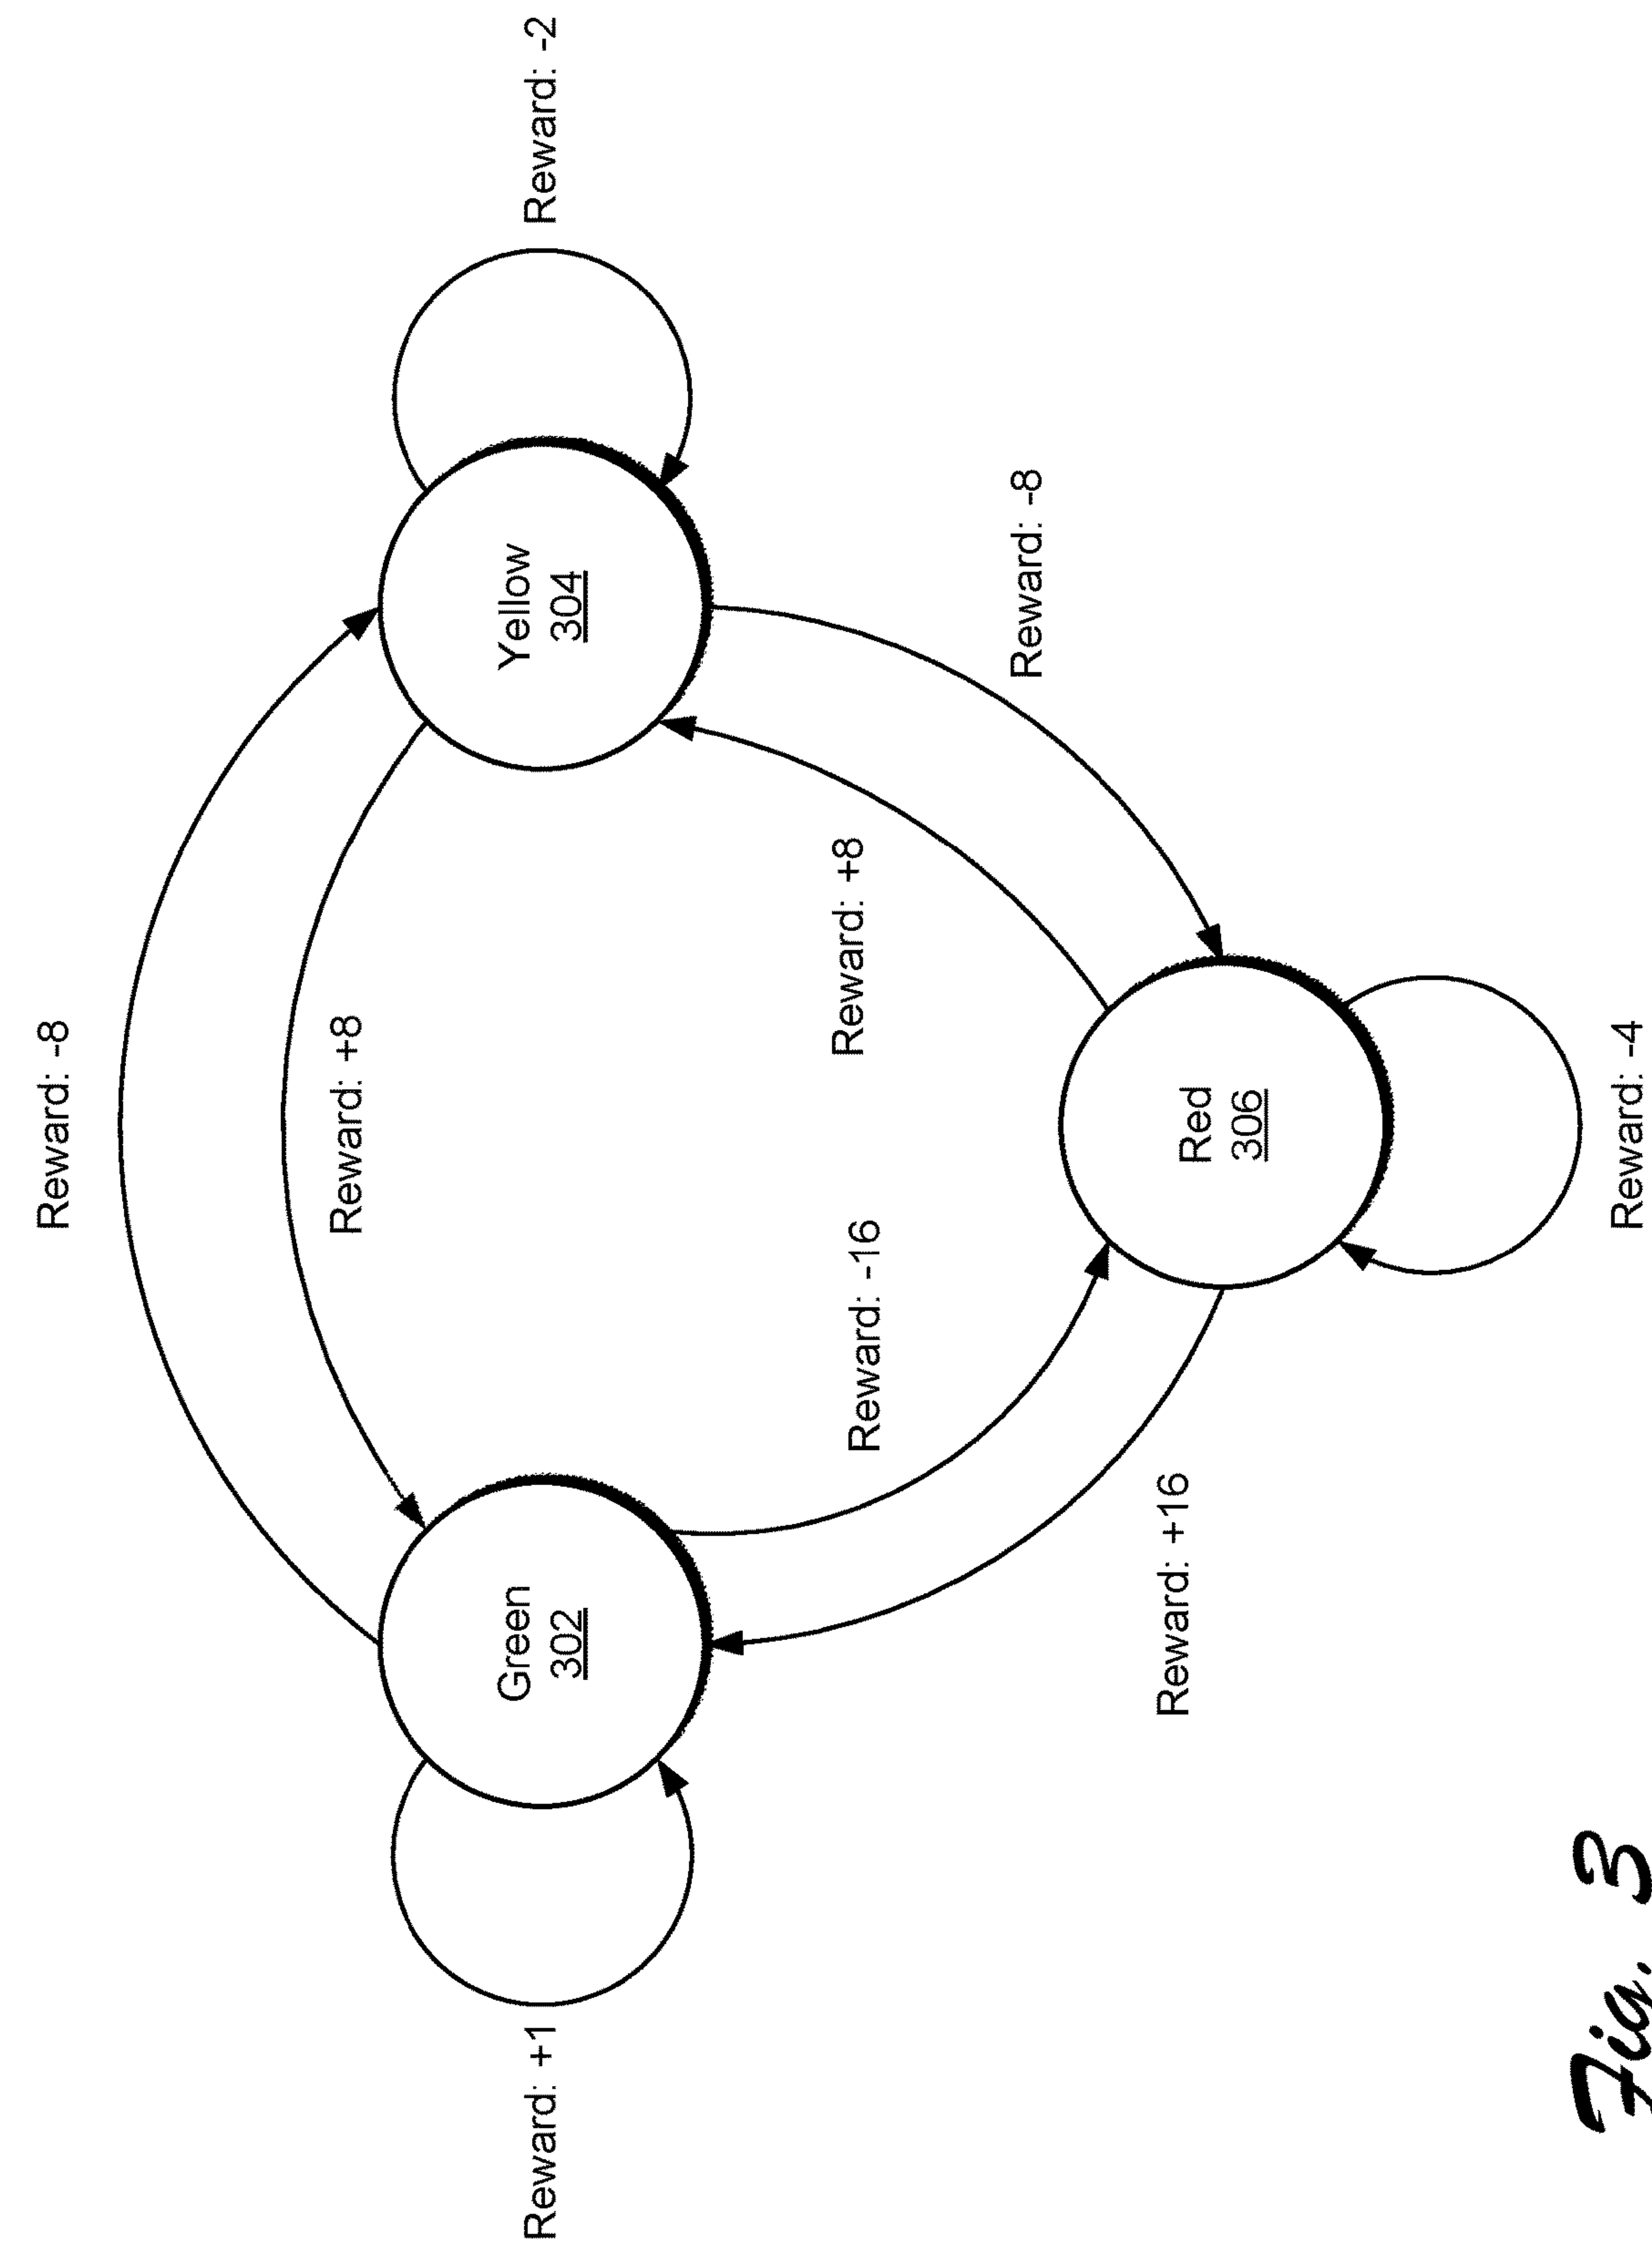 Reward: -8
Reward: +8
Reward: +1
Green
302
Yellow
304
Reward: -2
Reward: -16
Reward: +8
Reward: -8
Reward: +16
Red
306
Reward: -4
Fig. 3